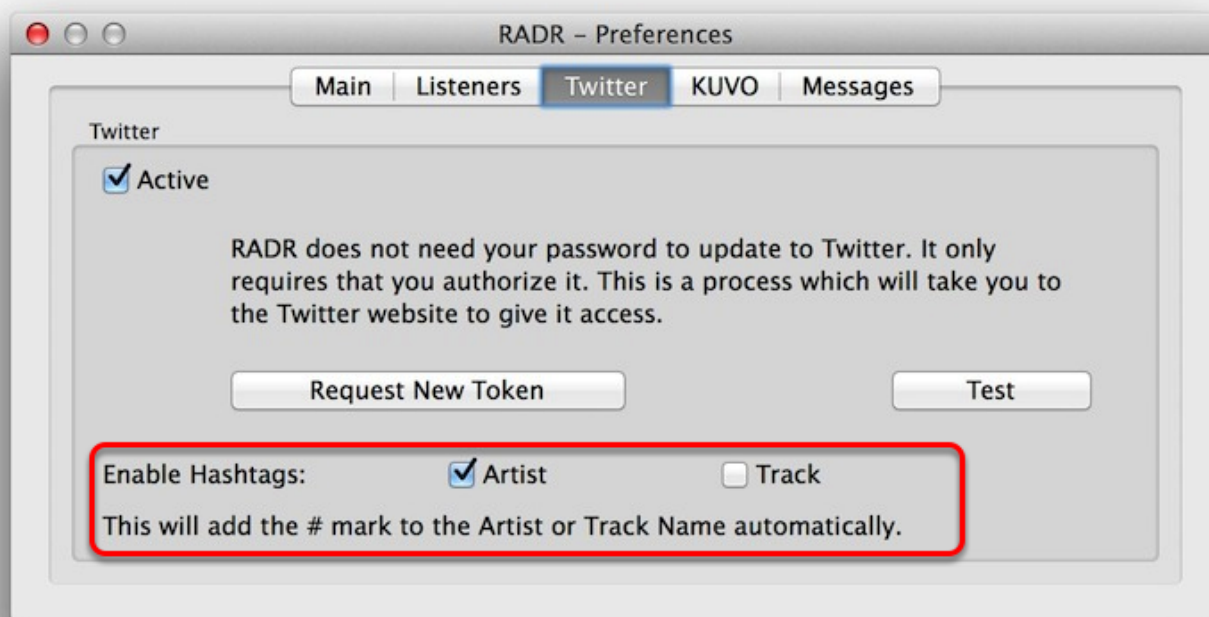 RADR – Preferences
Main Listeners Twitter KUVO Messages
Twitter
Active
RADR does not need your password to update to Twitter. It only
requires that you authorize it. This is a process which will take you to
the Twitter website to give it access.
Request New Token Test
Enable Hashtags: Artist Track
This will add the # mark to the Artist or Track Name automatically.